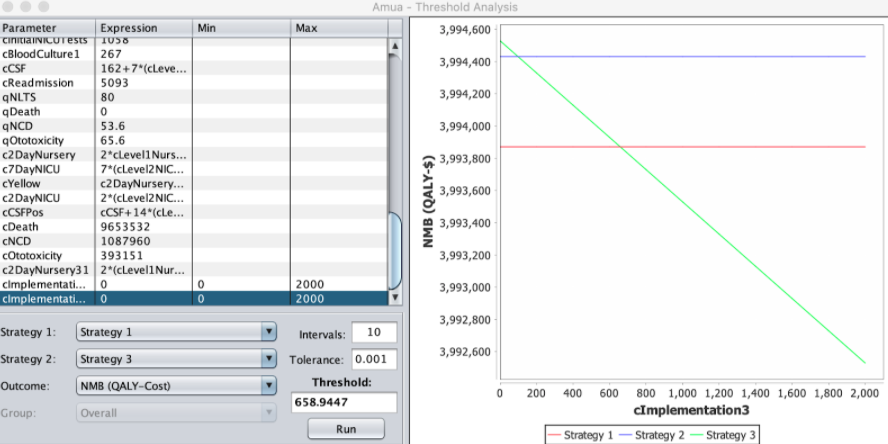 Amua - Threshold Analysis
Parameter Expression Min Max
cInitialNICUTests 1058
cBloodCulture1 267
cCSF 162+7*(cLeve...
cReadmission 5093
qNLTS 80
qDeath 0
qNCD 53.6
qOtotoxicity 65.6
c2DayNursery 2*cLevel1Nurs...
c7DayNICU 7*(cLevel2NIC...
cYellow c2DayNursery...
c2DayNICU 2*(cLevel2NIC...
cCSFPos cCSF+14*(cLe...
cDeath 9653532
cNCD 1087960
cOtotoxicity 393151
c2DayNursery31 2*(cLevel1Nur...
cImplementati... 0 0 2000
cImplementati... 0 0 2000
Strategy 1: Strategy 1
Strategy 2: Strategy 3
Outcome: NMB (QALY-Cost)
Group: Overall
Intervals: 10
Tolerance: 0.001
Threshold:
658.9447
Run
NMB (QALY-$)
3,994,600
3,994,400
3,994,200
3,994,000
3,993,800
3,993,600
3,993,400
3,993,200
3,993,000
3,992,800
3,992,600
0 200 400 600 800 1,000 1,200 1,400 1,600 1,800 2,000
cImplementation3
Strategy 1 Strategy 2 Strategy 3